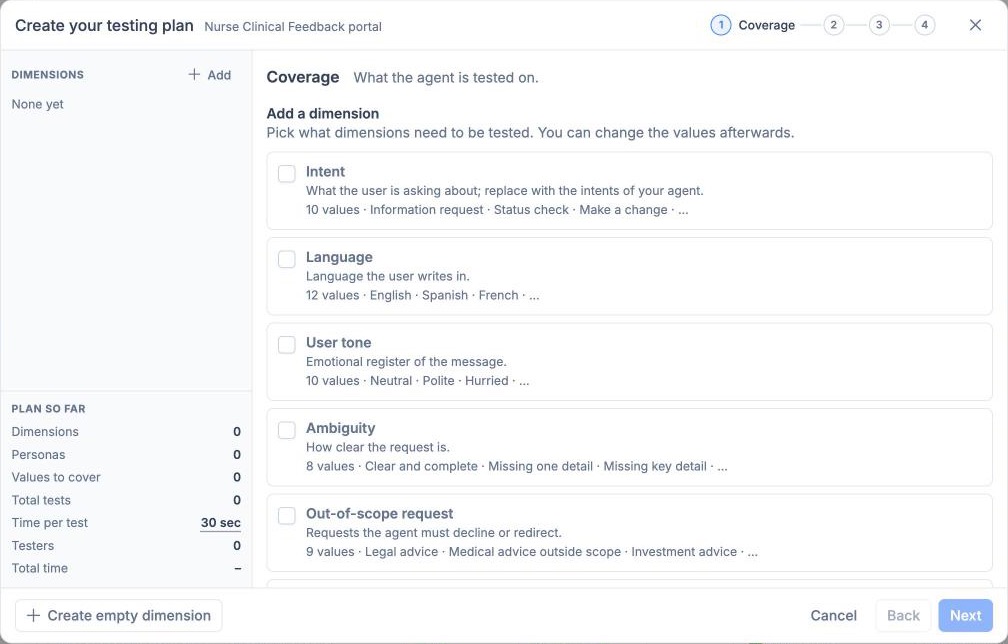 Create your testing plan Nurse Clinical Feedback portal
1 Coverage 2 3 4
DIMENSIONS
+ Add
None yet
PLAN SO FAR
Dimensions 0
Personas 0
Values to cover 0
Total tests 0
Time per test 30 sec
Testers 0
Total time –
Coverage What the agent is tested on.
Add a dimension
Pick what dimensions need to be tested. You can change the values afterwards.
Intent
What the user is asking about; replace with the intents of your agent.
10 values · Information request · Status check · Make a change · ...
Language
Language the user writes in.
12 values · English · Spanish · French · ...
User tone
Emotional register of the message.
10 values · Neutral · Polite · Hurried · ...
Ambiguity
How clear the request is.
8 values · Clear and complete · Missing one detail · Missing key detail · ...
Out-of-scope request
Requests the agent must decline or redirect.
9 values · Legal advice · Medical advice outside scope · Investment advice · ...
+ Create empty dimension
Cancel
Back
Next